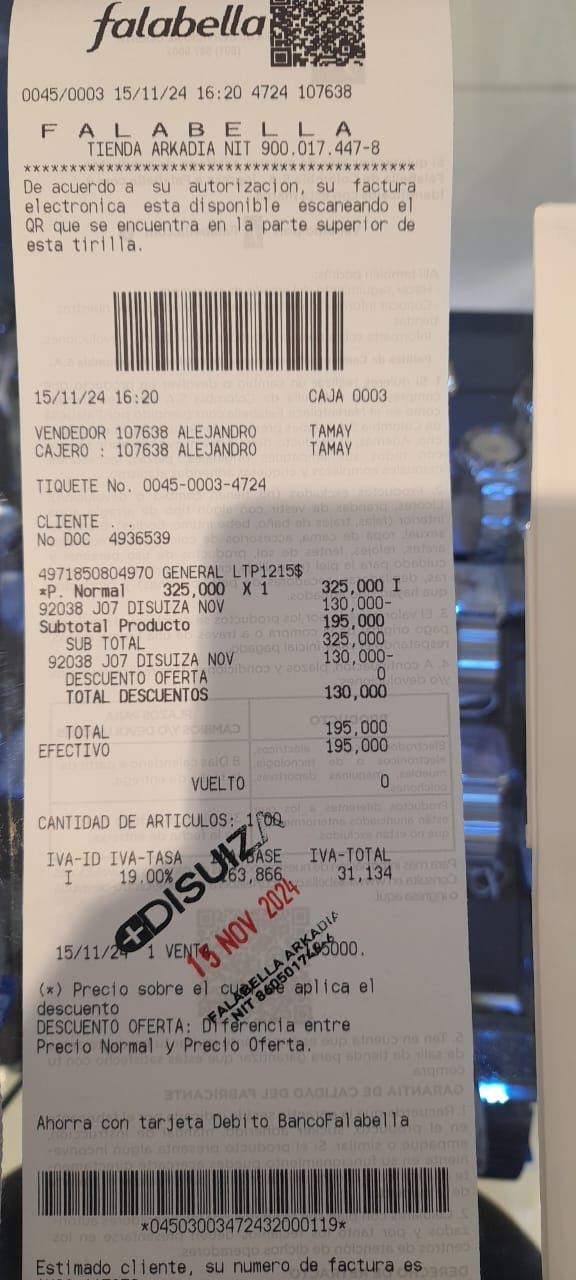 falabella
0045/0003 15/11/24 16:20 4724 107638
F A L A B E L L A
TIENDA ARKADIA NIT 900.017.447-8
******************************************
De acuerdo a su autorizacion, su factura
electronica esta disponible escaneando el
QR que se encuentra en la parte superior de
esta tirilla.
15/11/24 16:20 CAJA 0003
VENDEDOR 107638 ALEJANDRO TAMAY
CAJERO : 107638 ALEJANDRO TAMAY
TIQUETE No. 0045-0003-4724
CLIENTE . .
No DOC 4936539
4971850804970 GENERAL LTP1215$
*P. Normal 325,000 X 1 325,000 I
92038 J07 DISUIZA NOV 130,000-
Subtotal Producto 195,000
SUB TOTAL 325,000
92038 J07 DISUIZA NOV 130,000-
DESCUENTO OFERTA 0
TOTAL DESCUENTOS 130,000
TOTAL 195,000
EFECTIVO 195,000
VUELTO 0
CANTIDAD DE ARTICULOS: 1,00
IVA-ID IVA-TASA BASE IVA-TOTAL
I 19.00% 163,866 31,134
DISUIZA
15 NOV 2024
FALABELLA ARKADIA
NIT
15/11/24 1 VENT
(*) Precio sobre el cual se aplica el
descuento
DESCUENTO OFERTA: Diferencia entre
Precio Normal y Precio Oferta.
Ahorra con tarjeta Debito BancoFalabella
*04503003472432000119*
Estimado cliente, su numero de factura es